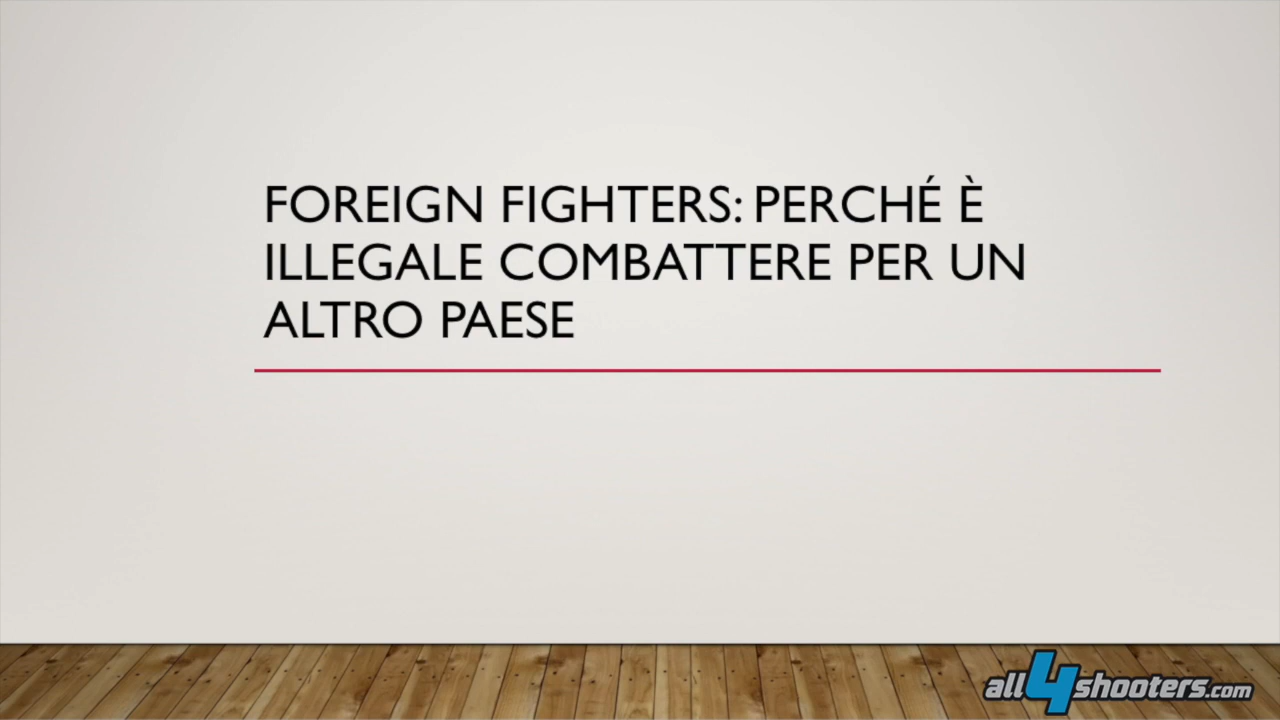 FOREIGN FIGHTERS: PERCHÉ È
ILLEGALE COMBATTERE PER UN
ALTRO PAESE
all4shooters.com